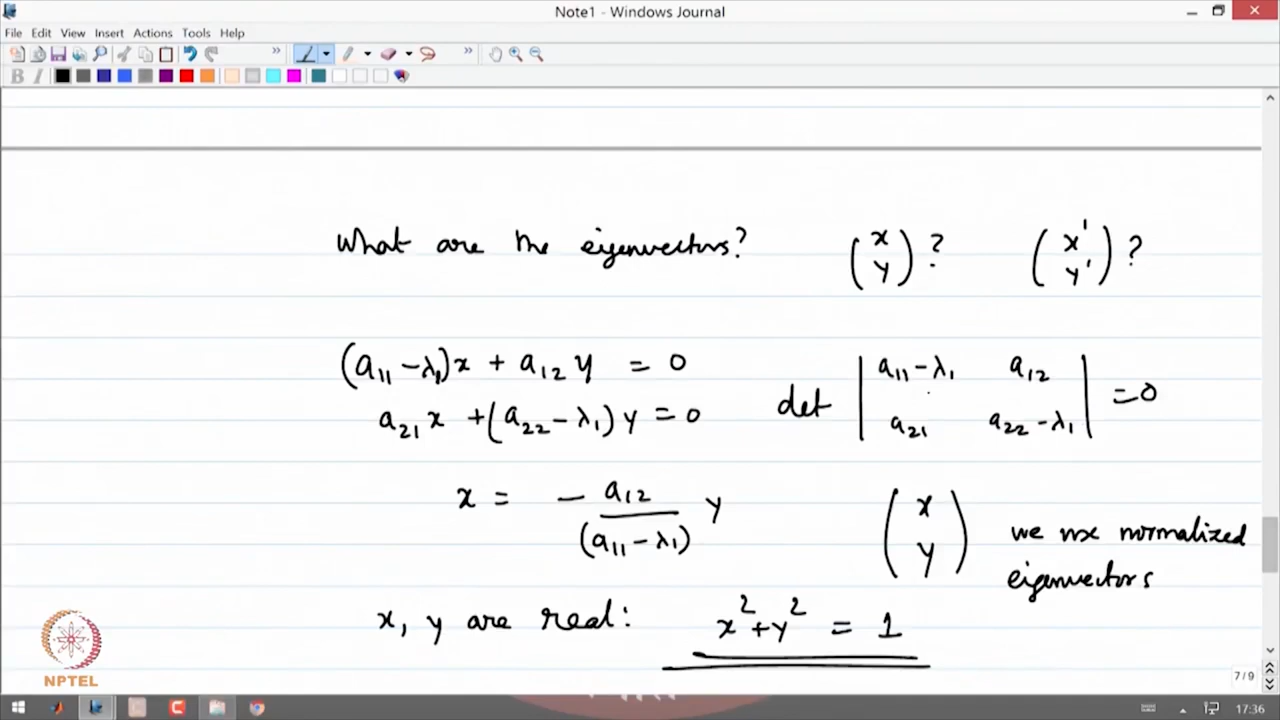 Note1 - Windows Journal
File Edit View Insert Actions Tools Help
B I
What are the eigenvectors? (x y) ? (x' y') ?
(a₁₁ - λ₁)x + a₁₂ y = 0
a₂₁ x + (a₂₂ - λ₁) y = 0
det | a₁₁ - λ₁ a₁₂ |
| a₂₁ a₂₂ - λ₁ | = 0
x = - a₁₂ / (a₁₁ - λ₁) y
(x y) we use normalized
eigenvectors
x, y are real: x² + y² = 1
NPTEL
7 / 9
17:36